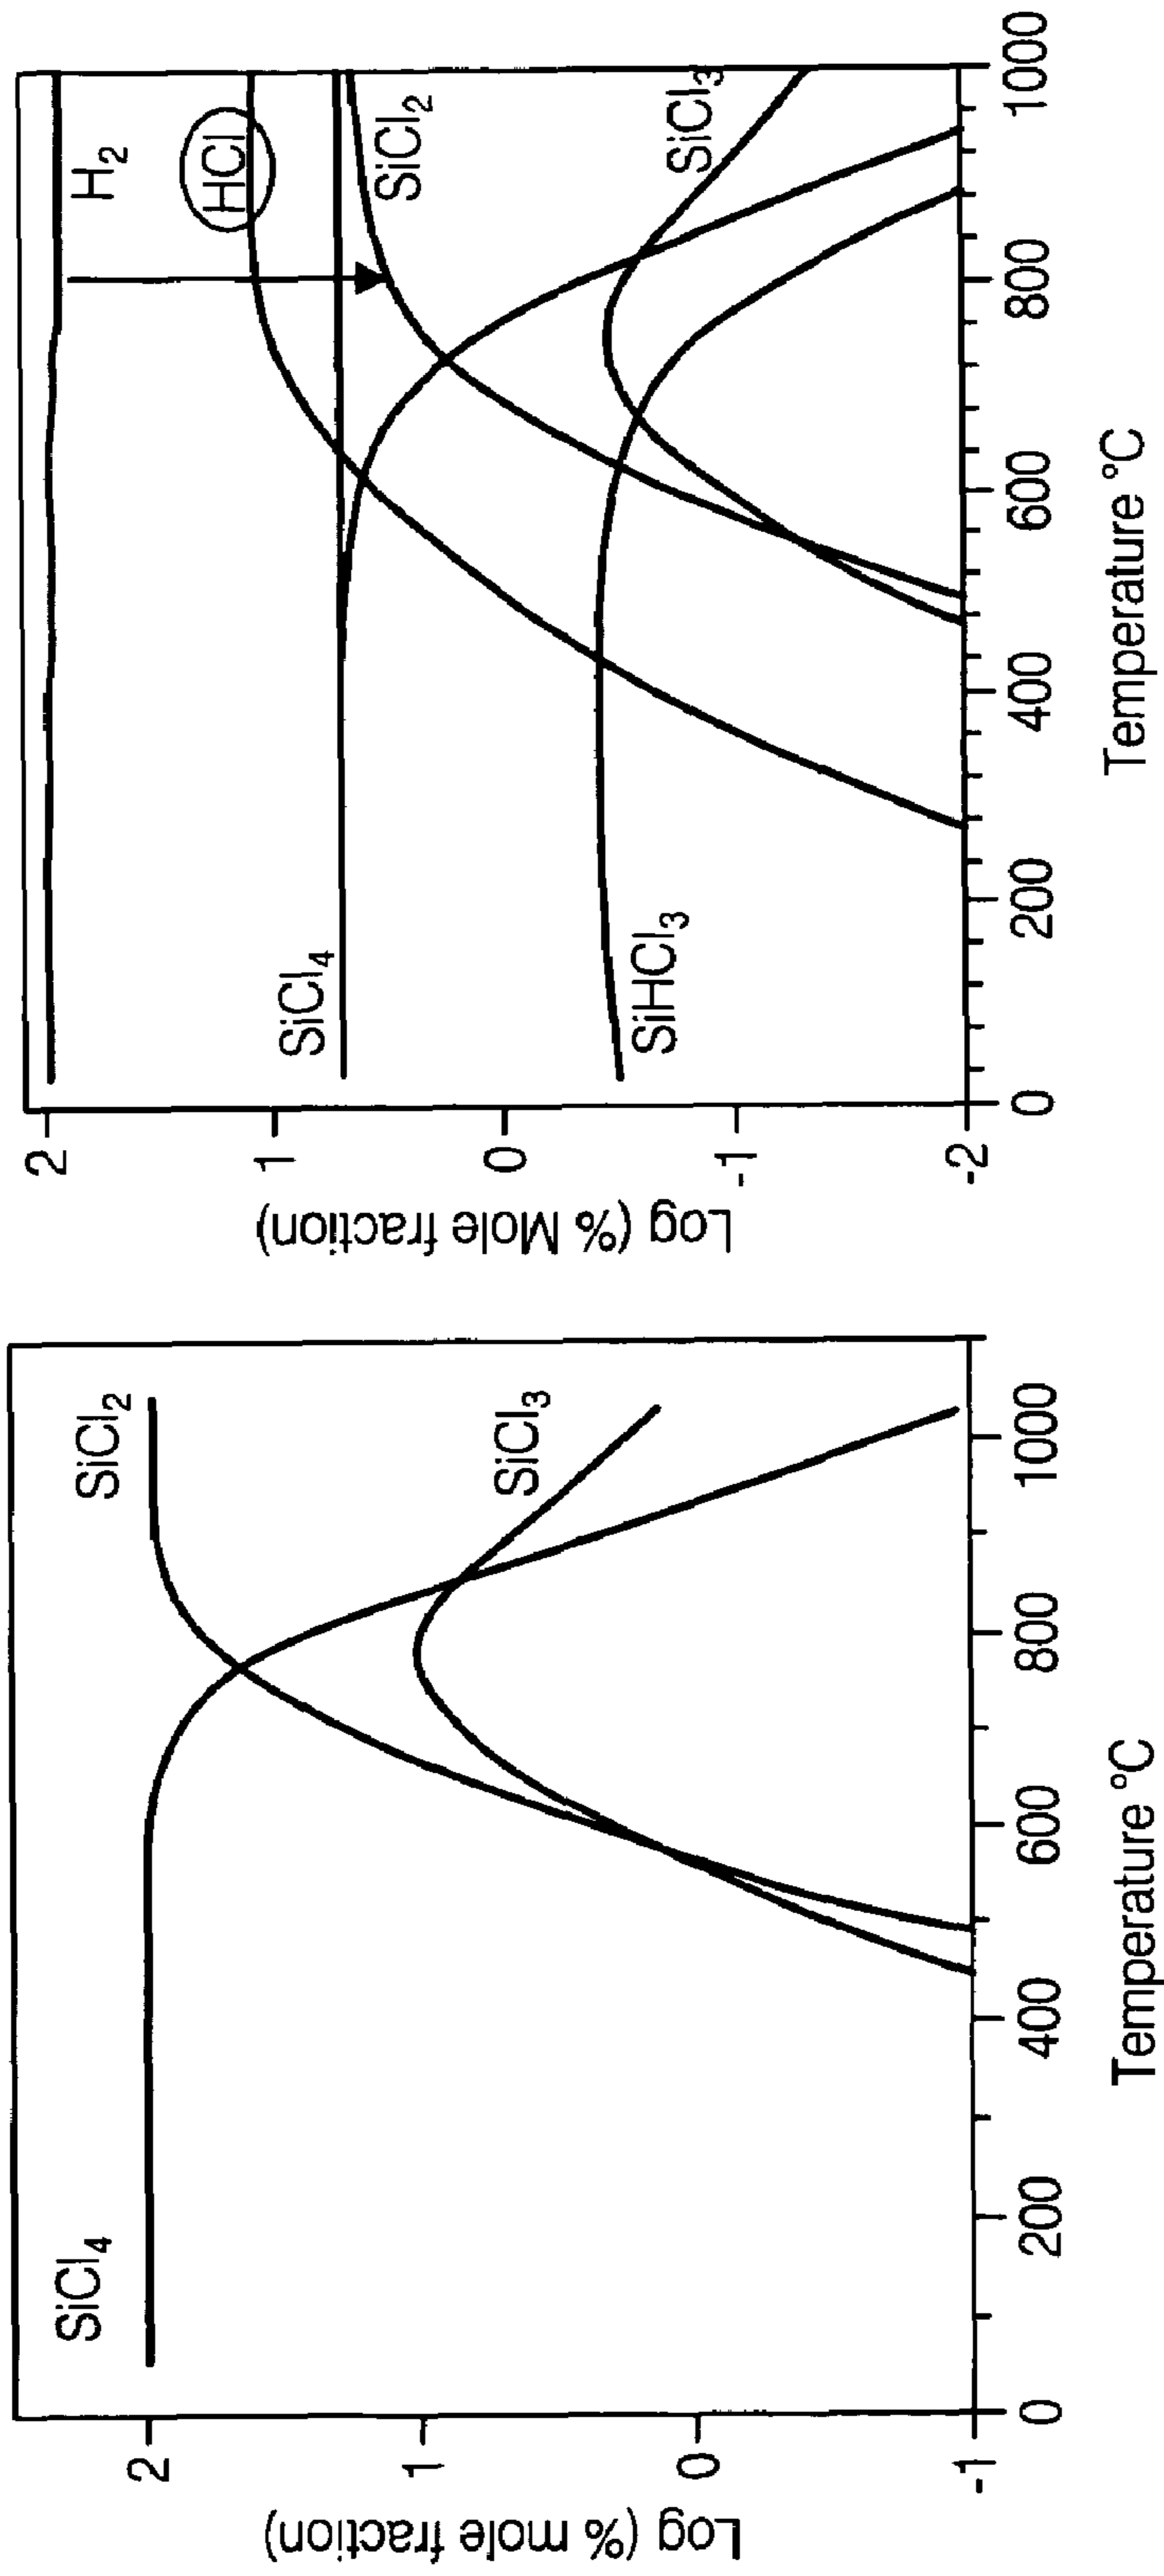 Log (% mole fraction)
2
1
0
-1
SiCl4
SiCl2
SiCl3
0
200
400
600
800
1000
Temperature °C
Log (% Mole fraction)
2
1
0
-1
-2
H2
HCl
SiCl4
SiCl2
SiHCl3
SiCl3
0
200
400
600
800
1000
Temperature °C